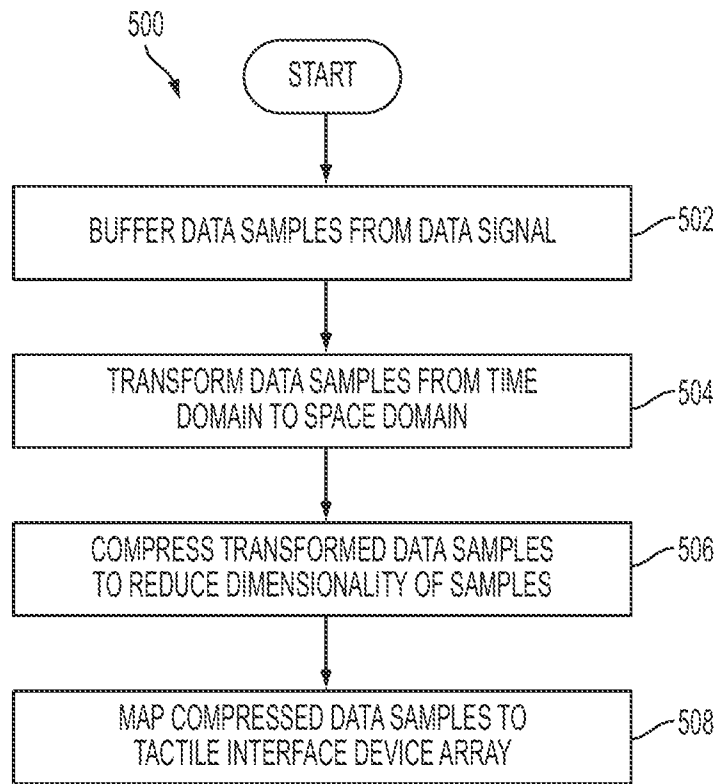 500
START
BUFFER DATA SAMPLES FROM DATA SIGNAL
502
TRANSFORM DATA SAMPLES FROM TIME
DOMAIN TO SPACE DOMAIN
504
COMPRESS TRANSFORMED DATA SAMPLES
TO REDUCE DIMENSIONALITY OF SAMPLES
506
MAP COMPRESSED DATA SAMPLES TO
TACTILE INTERFACE DEVICE ARRAY
508